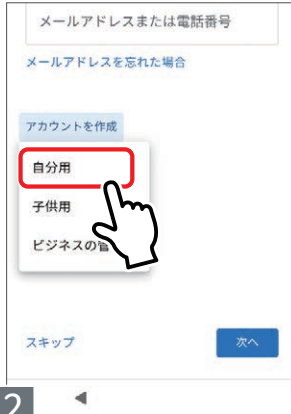 メールアドレスまたは電話番号
メールアドレスを忘れた場合
アカウントを作成
自分用
子供用
ビジネスの管
スキップ
次へ
2